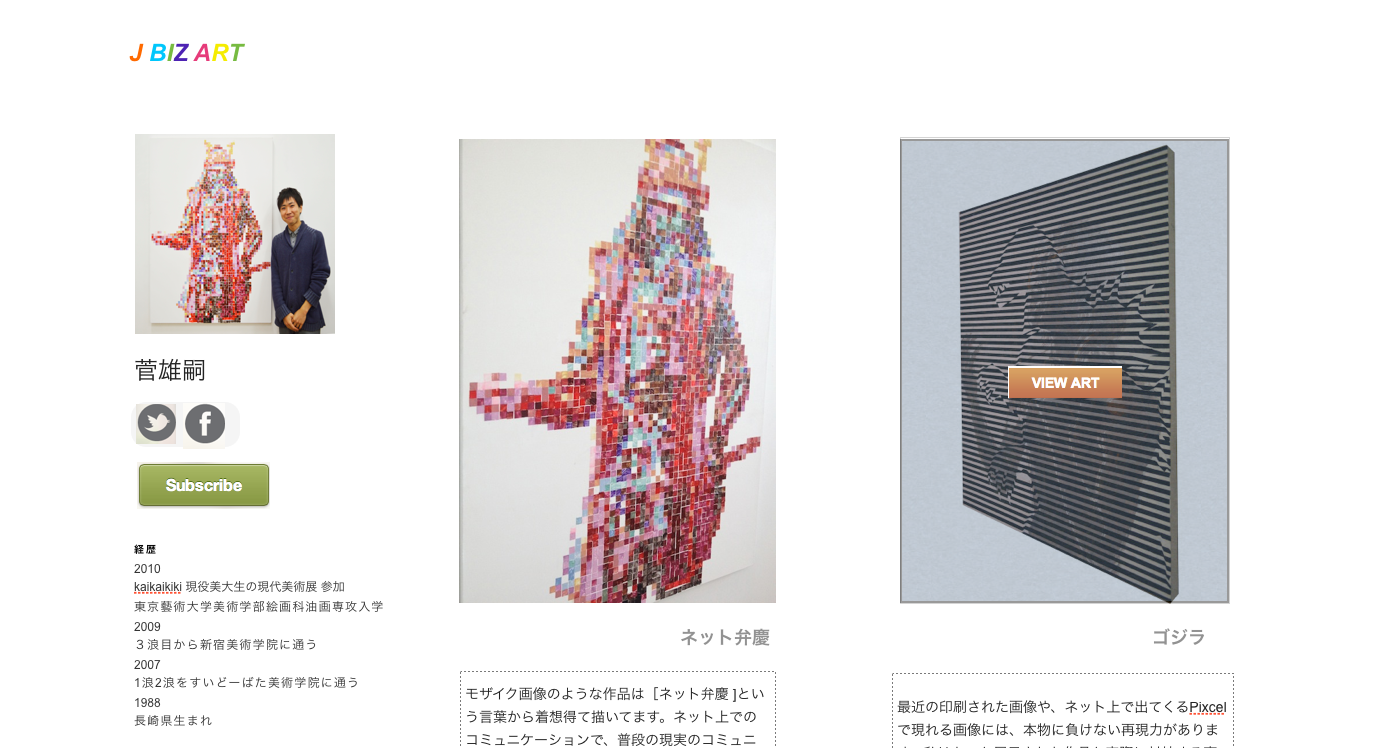 J BIZ ART
菅雄嗣
Subscribe
経歴
2010
kaikaikiki 現役美大生の現代美術展 参加
東京藝術大学美術学部絵画科油画専攻入学
2009
３浪目から新宿美術学院に通う
2007
1浪2浪をすいどーばた美術学院に通う
1988
長崎県生まれ
ネット弁慶
モザイク画像のような作品は［ネット弁慶 ]とい
う言葉から着想得て描いてます。ネット上での
コミュニケーションで、普段の現実のコミュニ
VIEW ART
ゴジラ
最近の印刷された画像や、ネット上で出てくるPixcel
で現れる画像には、本物に負けない再現力がありま